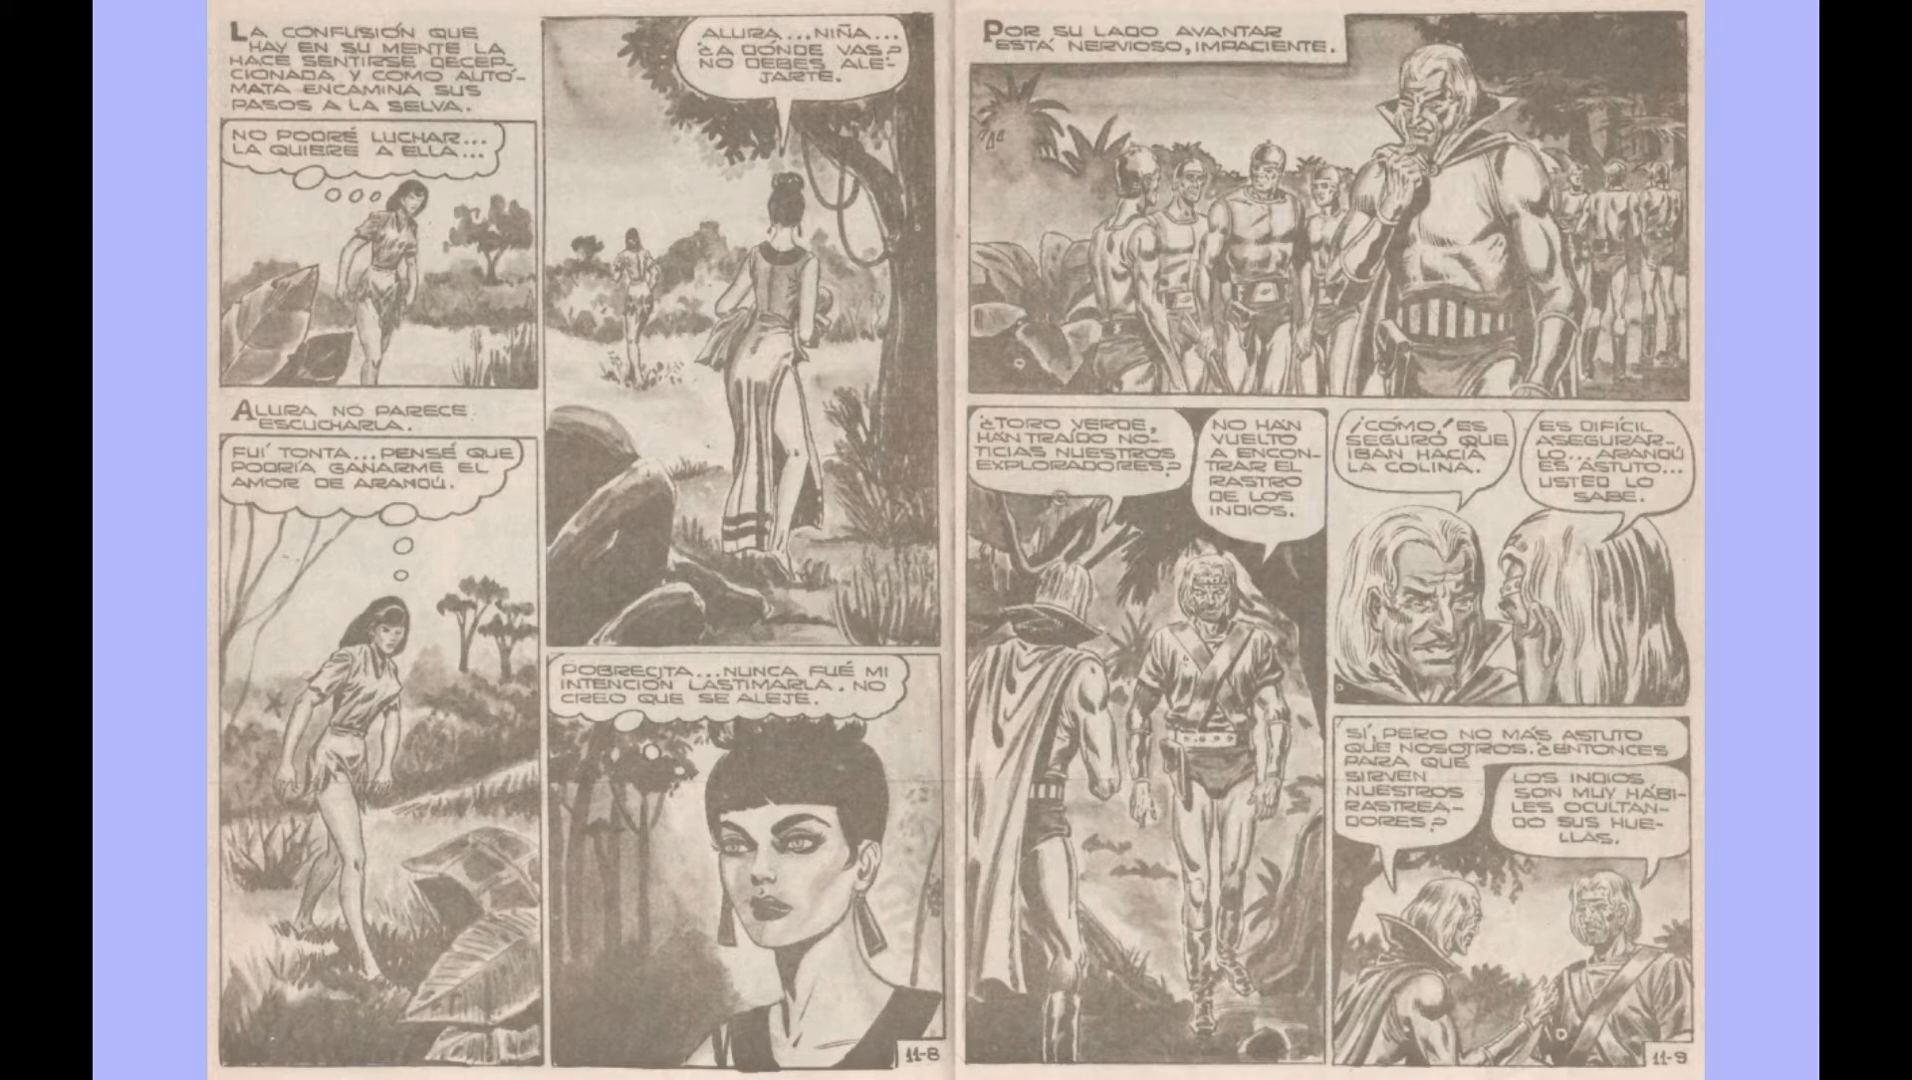 LA CONFUSIÓN QUE
HAY EN SU MENTE LA
HACE SENTIRSE DECEP-
CIONADA Y COMO AUTÓ-
MATA ENCAMINA SUS
PASOS A LA SELVA.
NO PODRÉ LUCHAR...
LA QUIERE A ELLA...
ALURA NO PARECE
ESCUCHARLA.
FUÍ TONTA...PENSÉ QUE
PODRÍA GANARME EL
AMOR DE ARANDÚ.
ALURA...NIÑA...
¿A DÓNDE VAS?
NO DEBES ALE-
JARTE.
POBRECITA...NUNCA FUÉ MI
INTENCIÓN LASTIMARLA. NO
CREO QUE SE ALEJE.
11-8
POR SU LADO AVANTAR
ESTÁ NERVIOSO, IMPACIENTE.
¿TORO VERDE,
HAN TRAÍDO NO-
TICIAS NUESTROS
EXPLORADORES?
NO HAN
VUELTO
A ENCON-
TRAR EL
RASTRO
DE LOS
INDIOS.
¡CÓMO! ES
SEGURO QUE
IBAN HACIA
LA COLINA.
ES DIFÍCIL
ASEGURAR-
LO... ARANDÚ
ES ASTUTO...
USTED LO
SABE.
SÍ, PERO NO MÁS ASTUTO
QUE NOSOTROS. ¿ENTONCES
PARA QUE
SIRVEN
NUESTROS
RASTREA-
DORES?
LOS INDIOS
SON MUY HÁBI-
LES OCULTAN-
DO SUS HUE-
LLAS.
11-9